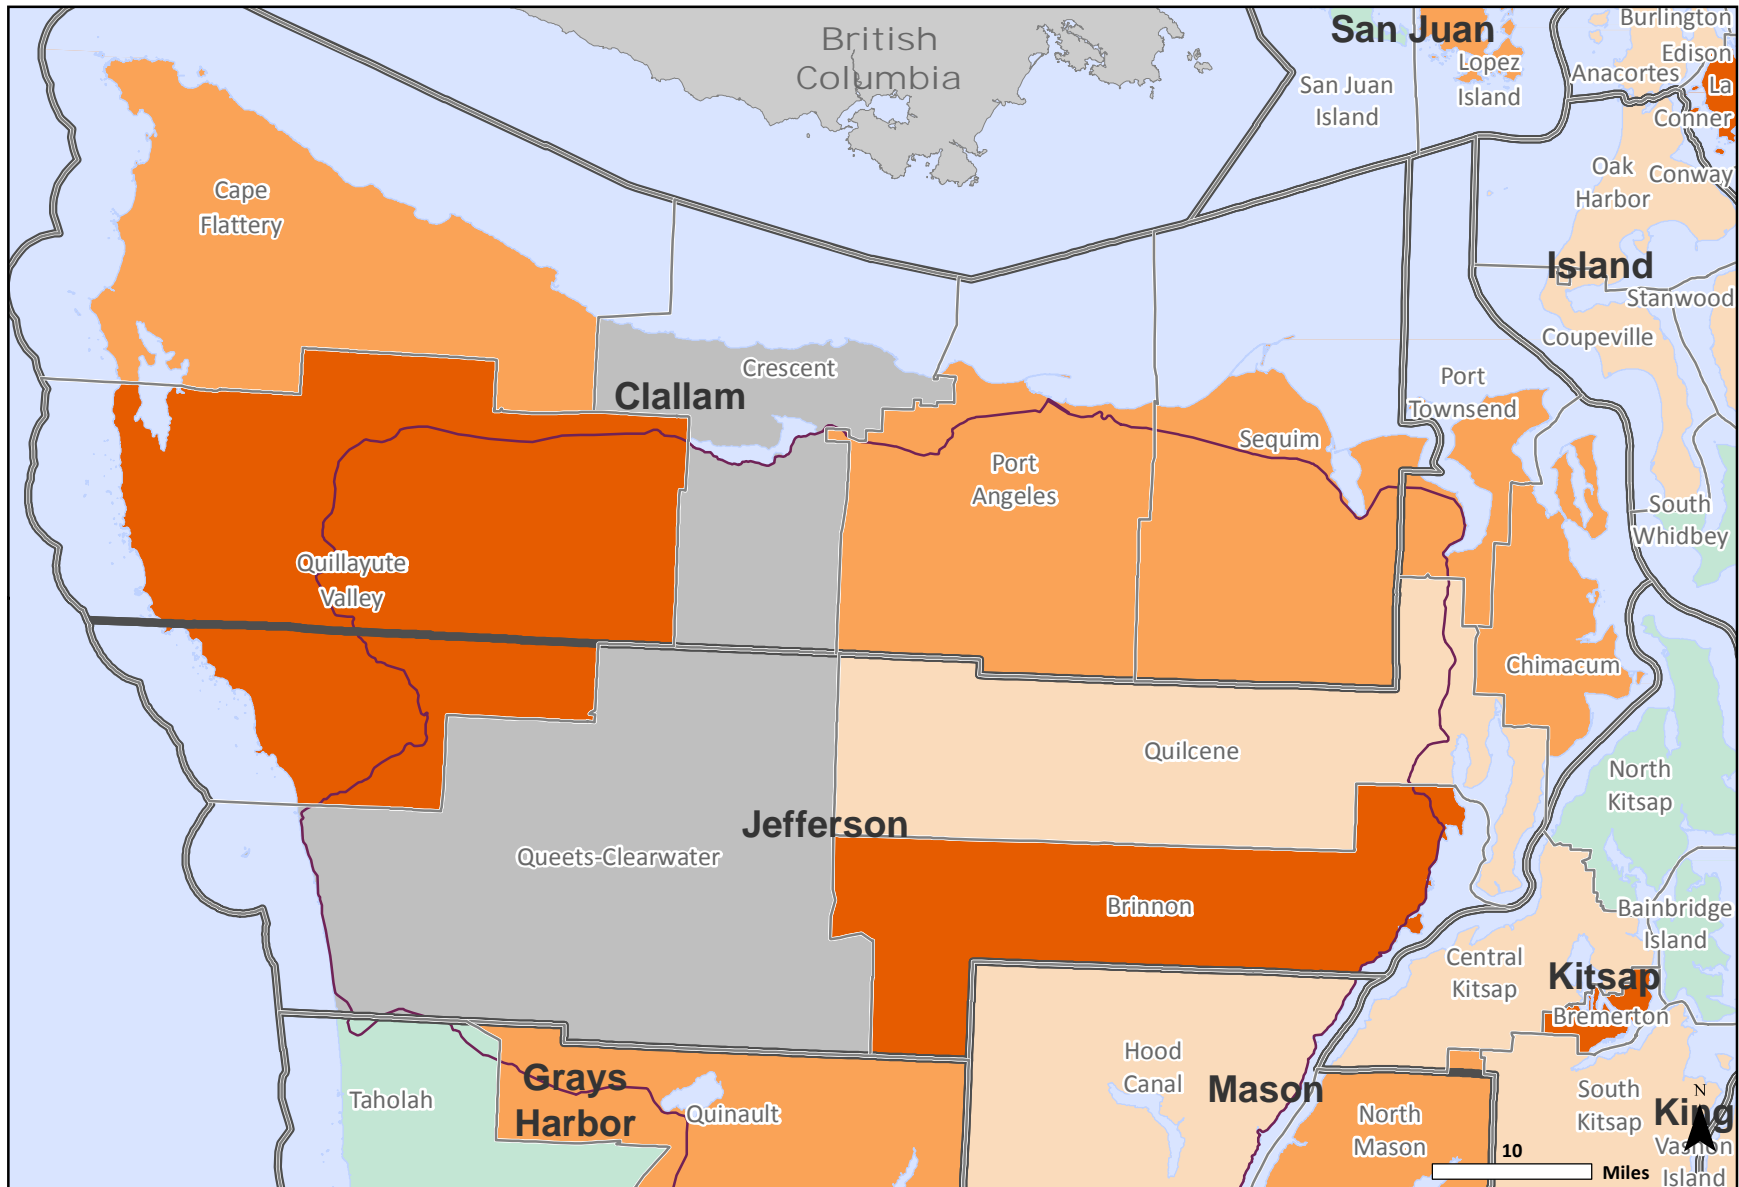 British
Columbia
San Juan
San Juan
Island
Lopez
Island
Burlington
Edison
Anacortes
La
Conner
Oak
Harbor
Conway
Island
Stanwood
Coupeville
Cape
Flattery
Crescent
Clallam
Port
Townsend
Sequim
Port
Angeles
South
Whidbey
Quillayute
Valley
Chimacum
Quilcene
North
Kitsap
Jefferson
Queets-Clearwater
Brinnon
Bainbridge
Island
Central
Kitsap
Kitsap
Bremerton
Hood
Canal
Grays
Harbor
Mason
Taholah
Quinault
North
Mason
South
Kitsap
N
King
Vashon
Island
10
Miles